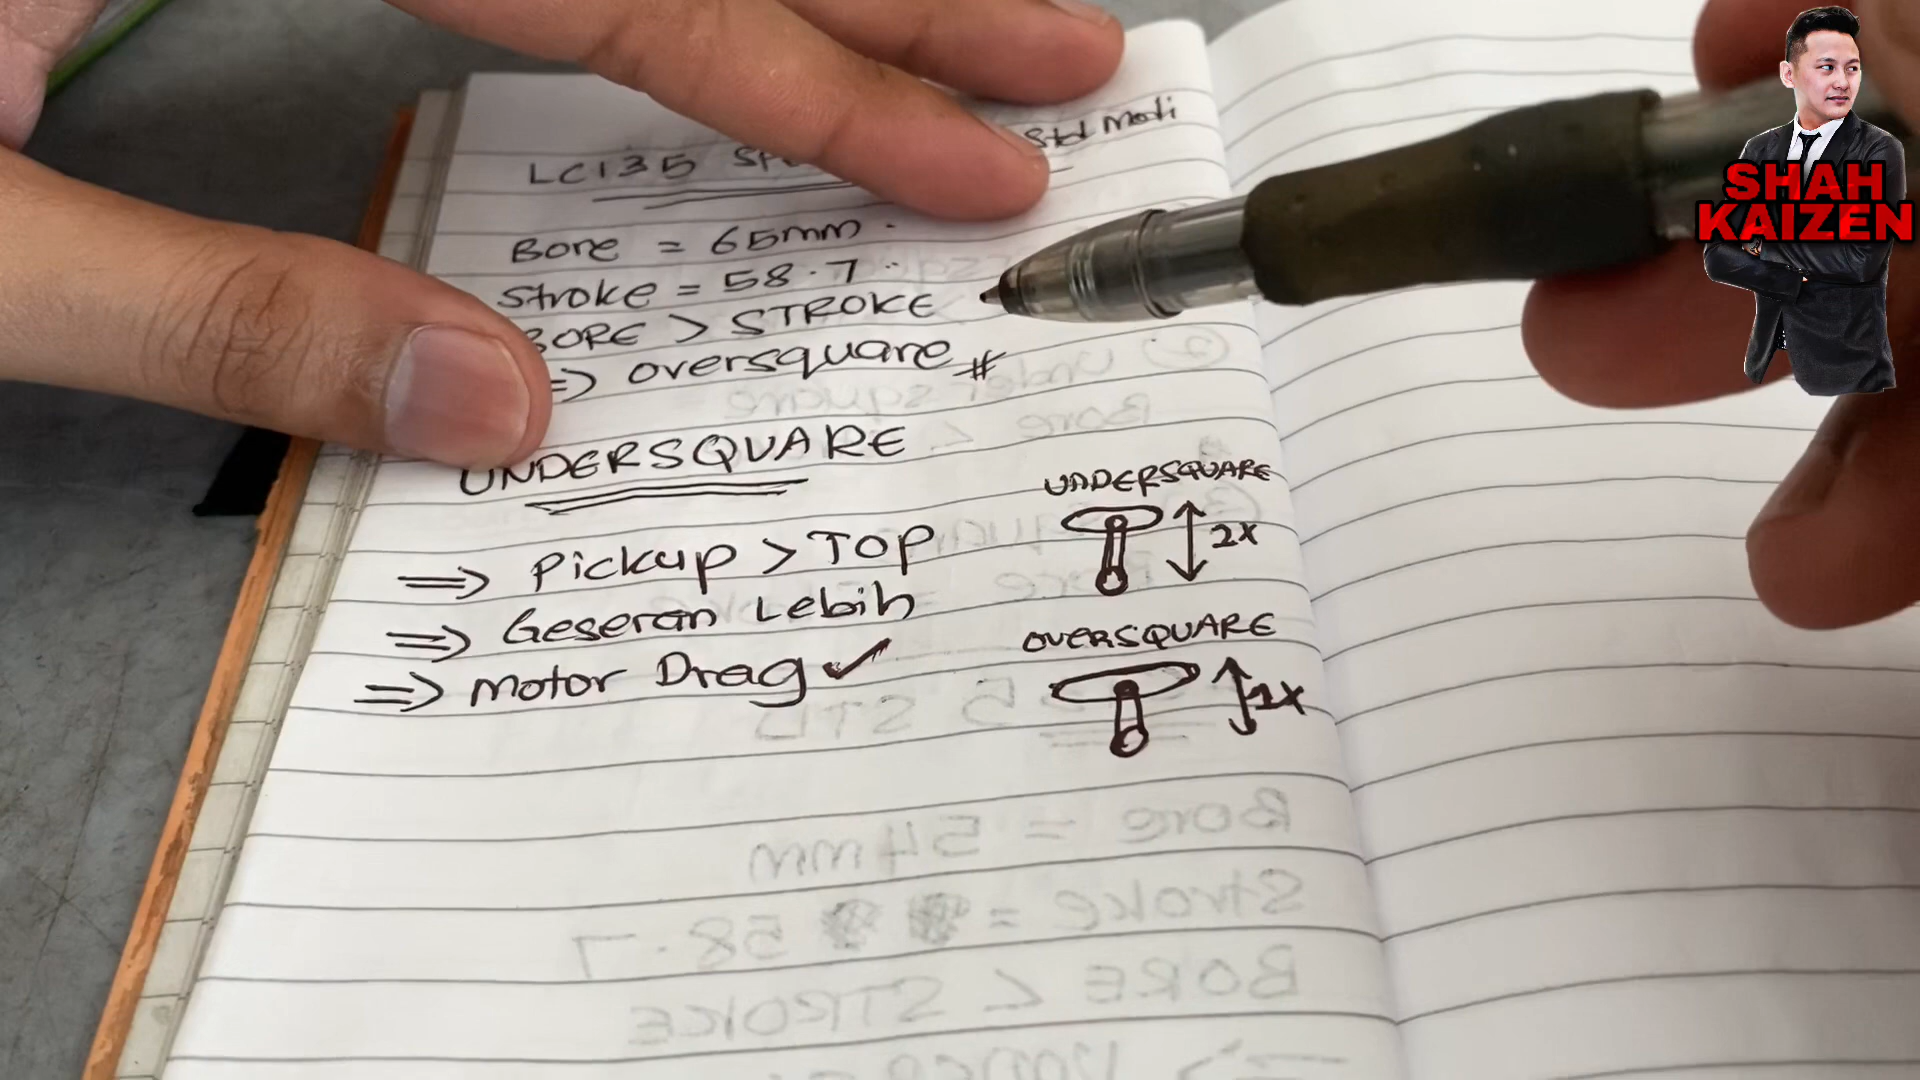 LC135 Std Modi
Bore = 65mm
Stroke = 58.7
BORE > STROKE
=> oversquare #
UNDERSQUARE
=> Pickup > TOP
=> Geseran Lebih
=> Motor Drag ✓
UNDERSQUARE
2x
OVERSQUARE
1x
SHAH
KAIZEN